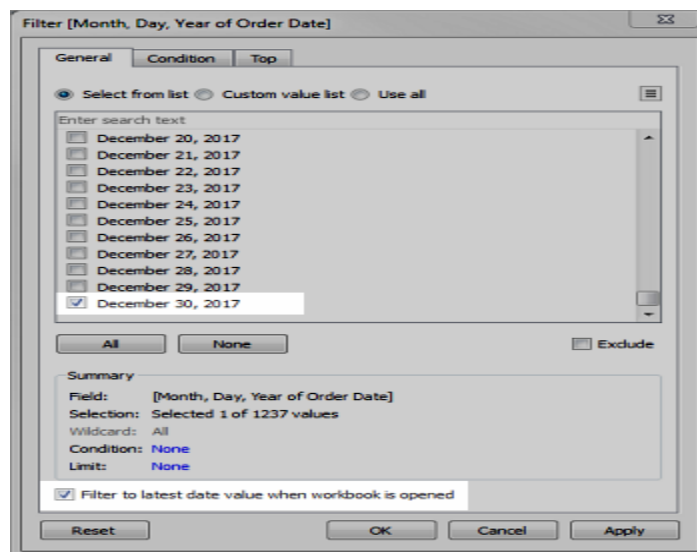 Filter [Month, Day, Year of Order Date]
General Condition Top
Select from list Custom value list Use all
Enter search text
December 20, 2017
December 21, 2017
December 22, 2017
December 23, 2017
December 24, 2017
December 25, 2017
December 26, 2017
December 27, 2017
December 28, 2017
December 29, 2017
December 30, 2017
All None Exclude
Summary
Field: [Month, Day, Year of Order Date]
Selection: Selected 1 of 1237 values
Wildcard: All
Condition: None
Limit: None
Filter to latest date value when workbook is opened
Reset OK Cancel Apply